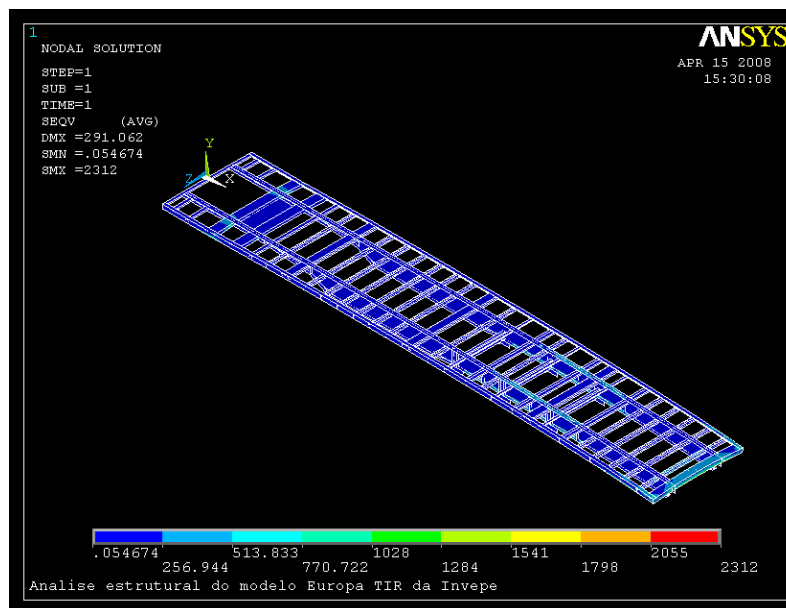 1
NODAL SOLUTION
STEP=1
SUB =1
TIME=1
SEQV (AVG)
DMX =291.062
SMN =.054674
SMX =2312
ANSYS
APR 15 2008
15:30:08
Y
Z
X
.054674 513.833 1028 1541 2055
256.944 770.722 1284 1798 2312
Analise estrutural do modelo Europa TIR da Invepe